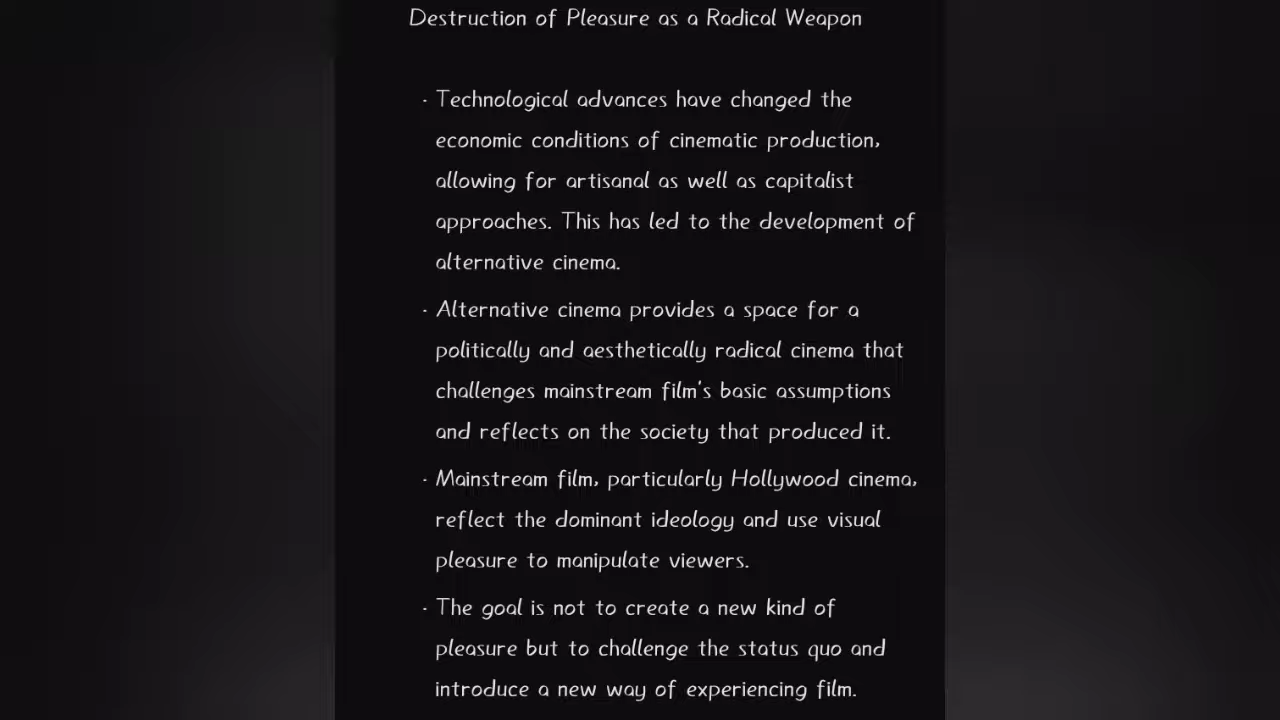 Destruction of Pleasure as a Radical Weapon
· Technological advances have changed the
economic conditions of cinematic production,
allowing for artisanal as well as capitalist
approaches. This has led to the development of
alternative cinema.
· Alternative cinema provides a space for a
politically and aesthetically radical cinema that
challenges mainstream film's basic assumptions
and reflects on the society that produced it.
· Mainstream film, particularly Hollywood cinema,
reflect the dominant ideology and use visual
pleasure to manipulate viewers.
· The goal is not to create a new kind of
pleasure but to challenge the status quo and
introduce a new way of experiencing film.